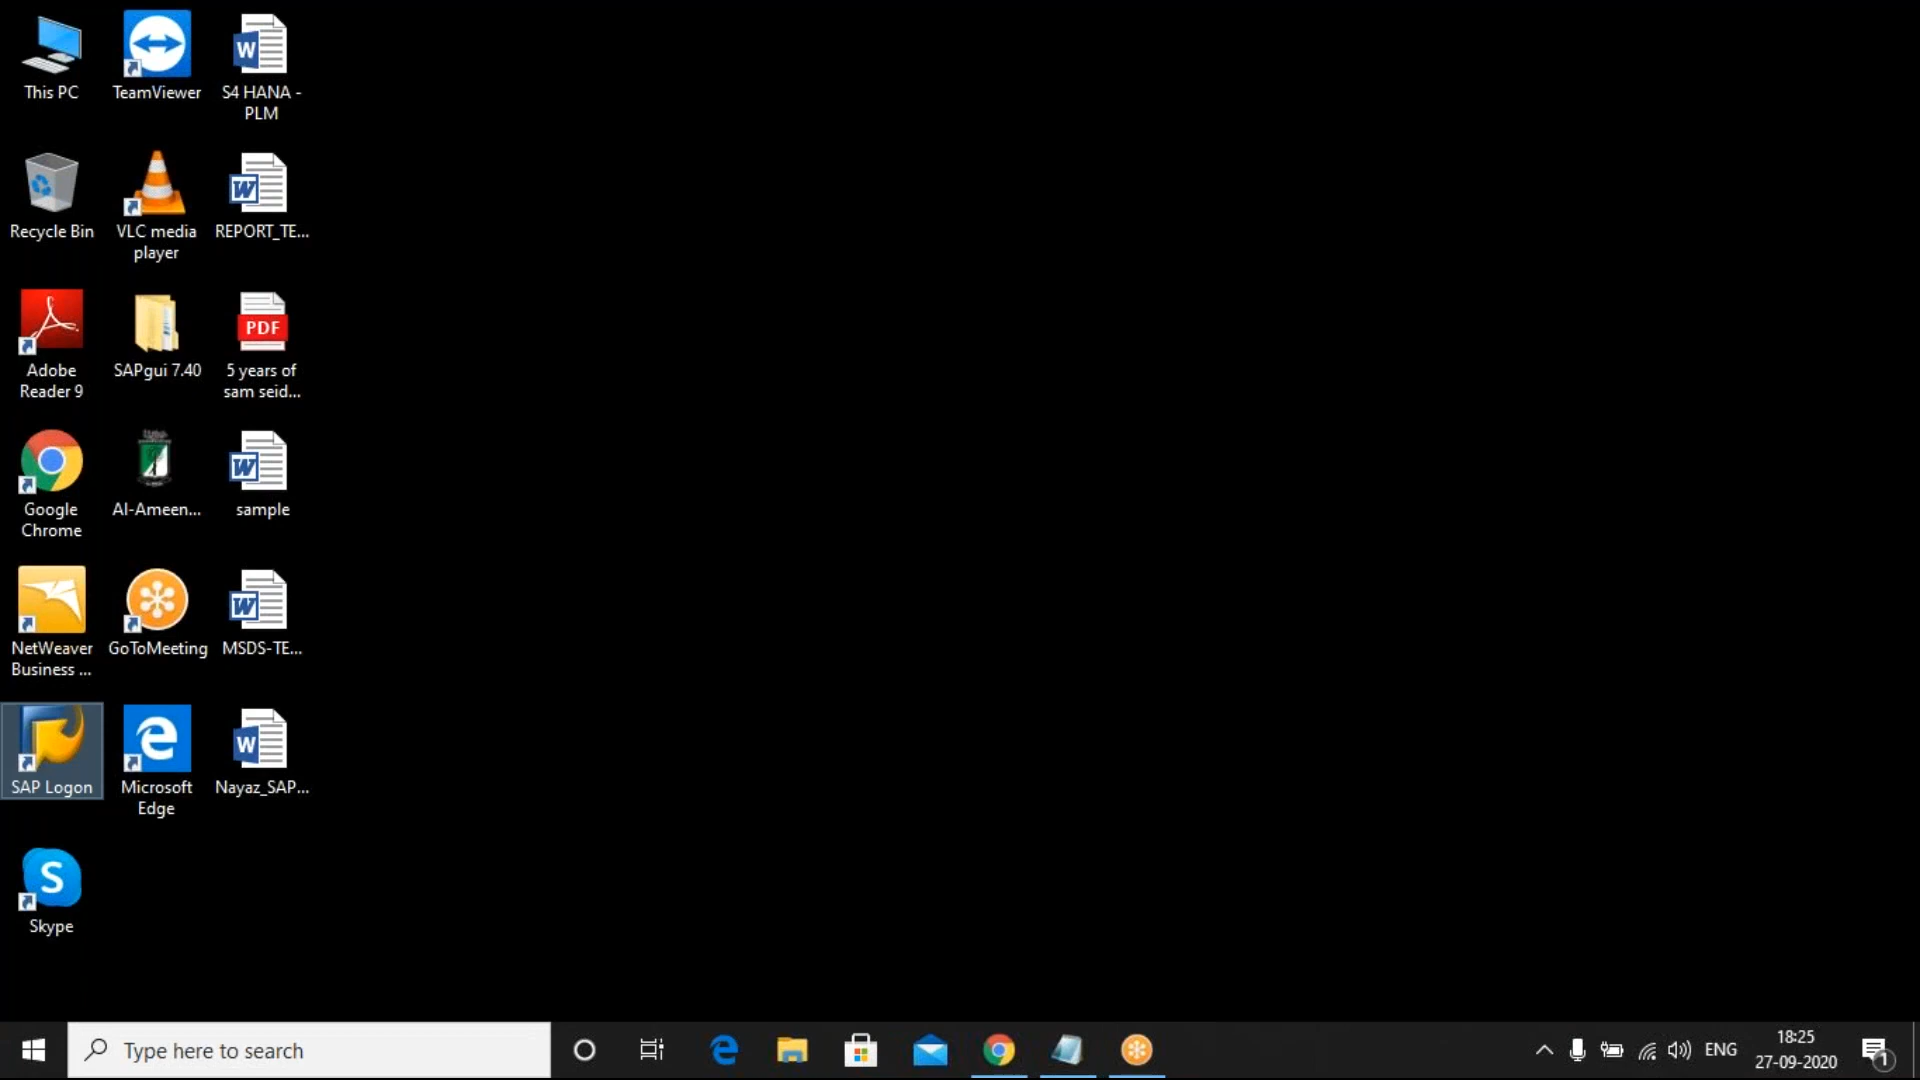 This PC
TeamViewer
S4 HANA -
PLM
Recycle Bin
VLC media
player
REPORT_TE...
Adobe
Reader 9
SAPgui 7.40
PDF
5 years of
sam seid...
Google
Chrome
Al-Ameen...
sample
NetWeaver
Business ...
GoToMeeting
MSDS-TE...
SAP Logon
Microsoft
Edge
Nayaz_SAP...
Skype
Type here to search
ENG
18:25
27-09-2020
1